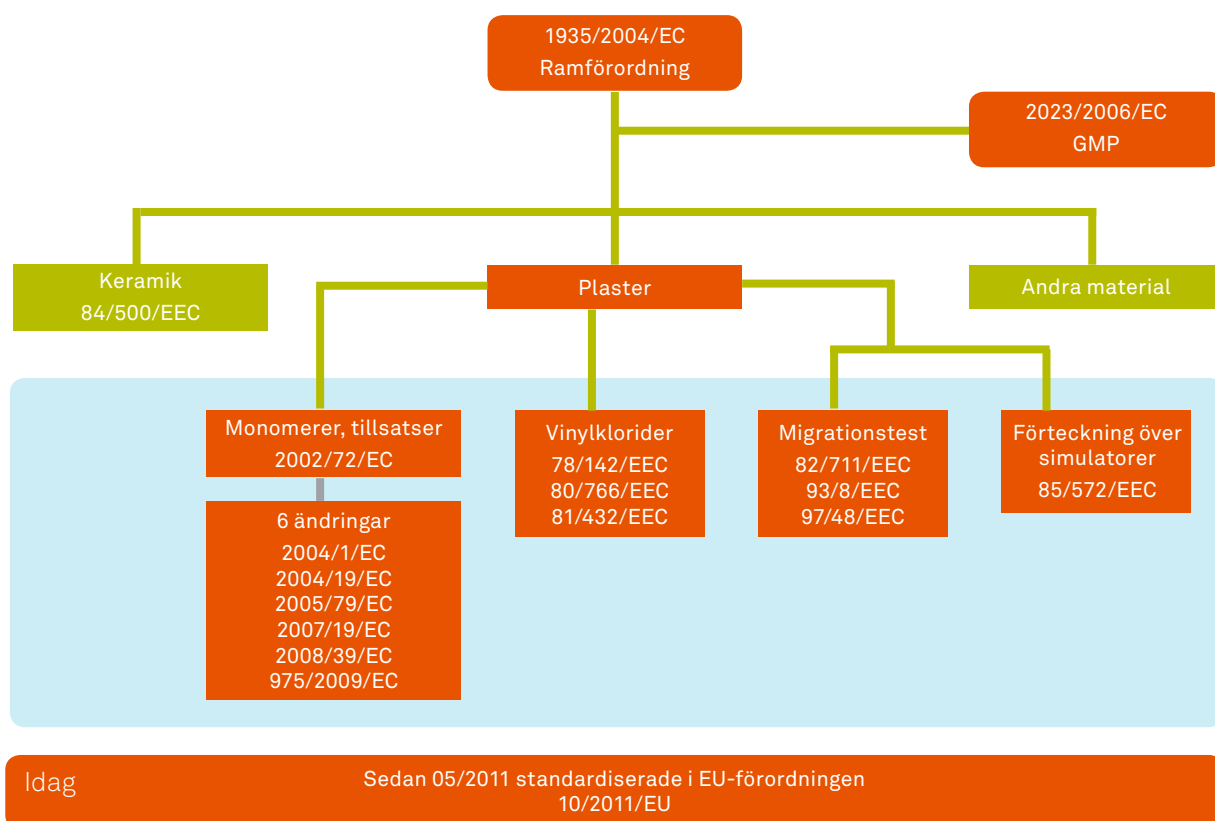 1935/2004/EC
Ramförordning
2023/2006/EC
GMP
Keramik
84/500/EEC
Plaster
Andra material
Monomerer, tillsatser
2002/72/EC
6 ändringar
2004/1/EC
2004/19/EC
2005/79/EC
2007/19/EC
2008/39/EC
975/2009/EC
Vinylklorider
78/142/EEC
80/766/EEC
81/432/EEC
Migrationstest
82/711/EEC
93/8/EEC
97/48/EEC
Förteckning över
simulatorer
85/572/EEC
Idag
Sedan 05/2011 standardiserade i EU-förordningen
10/2011/EU